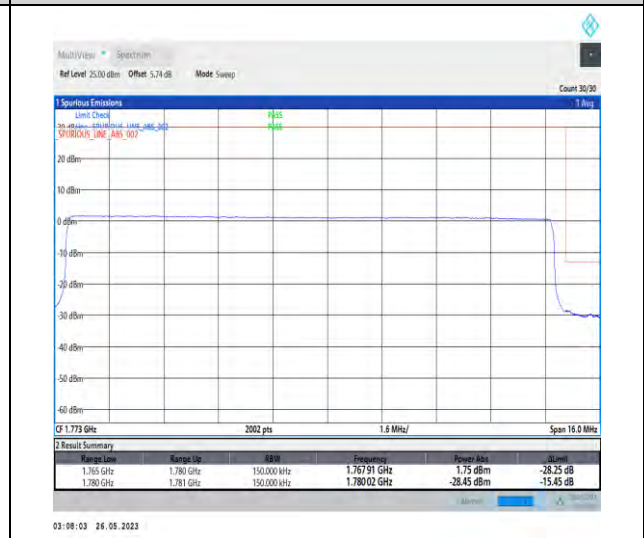 MultiView Spectrum
Ref Level 25.00 dBm Offset 5.74 dB Mode Sweep
Count 30/30
1 Spurious Emissions 1 Avg
Limit Check PASS
SPURIOUS_LINE_ABS_002 PASS
SPURIOUS_LINE_ABS_002
20 dBm
10 dBm
0 dBm
-10 dBm
-20 dBm
-30 dBm
-40 dBm
-50 dBm
-60 dBm
CF 1.773 GHz 2002 pts 1.6 MHz/ Span 16.0 MHz
2 Result Summary
Range Low Range Up RBW Frequency Power Abs ΔLimit
1.765 GHz 1.780 GHz 150.000 kHz 1.76791 GHz 1.75 dBm -28.25 dB
1.780 GHz 1.781 GHz 150.000 kHz 1.78002 GHz -28.45 dBm -15.45 dB
03:08:03 26.05.2023